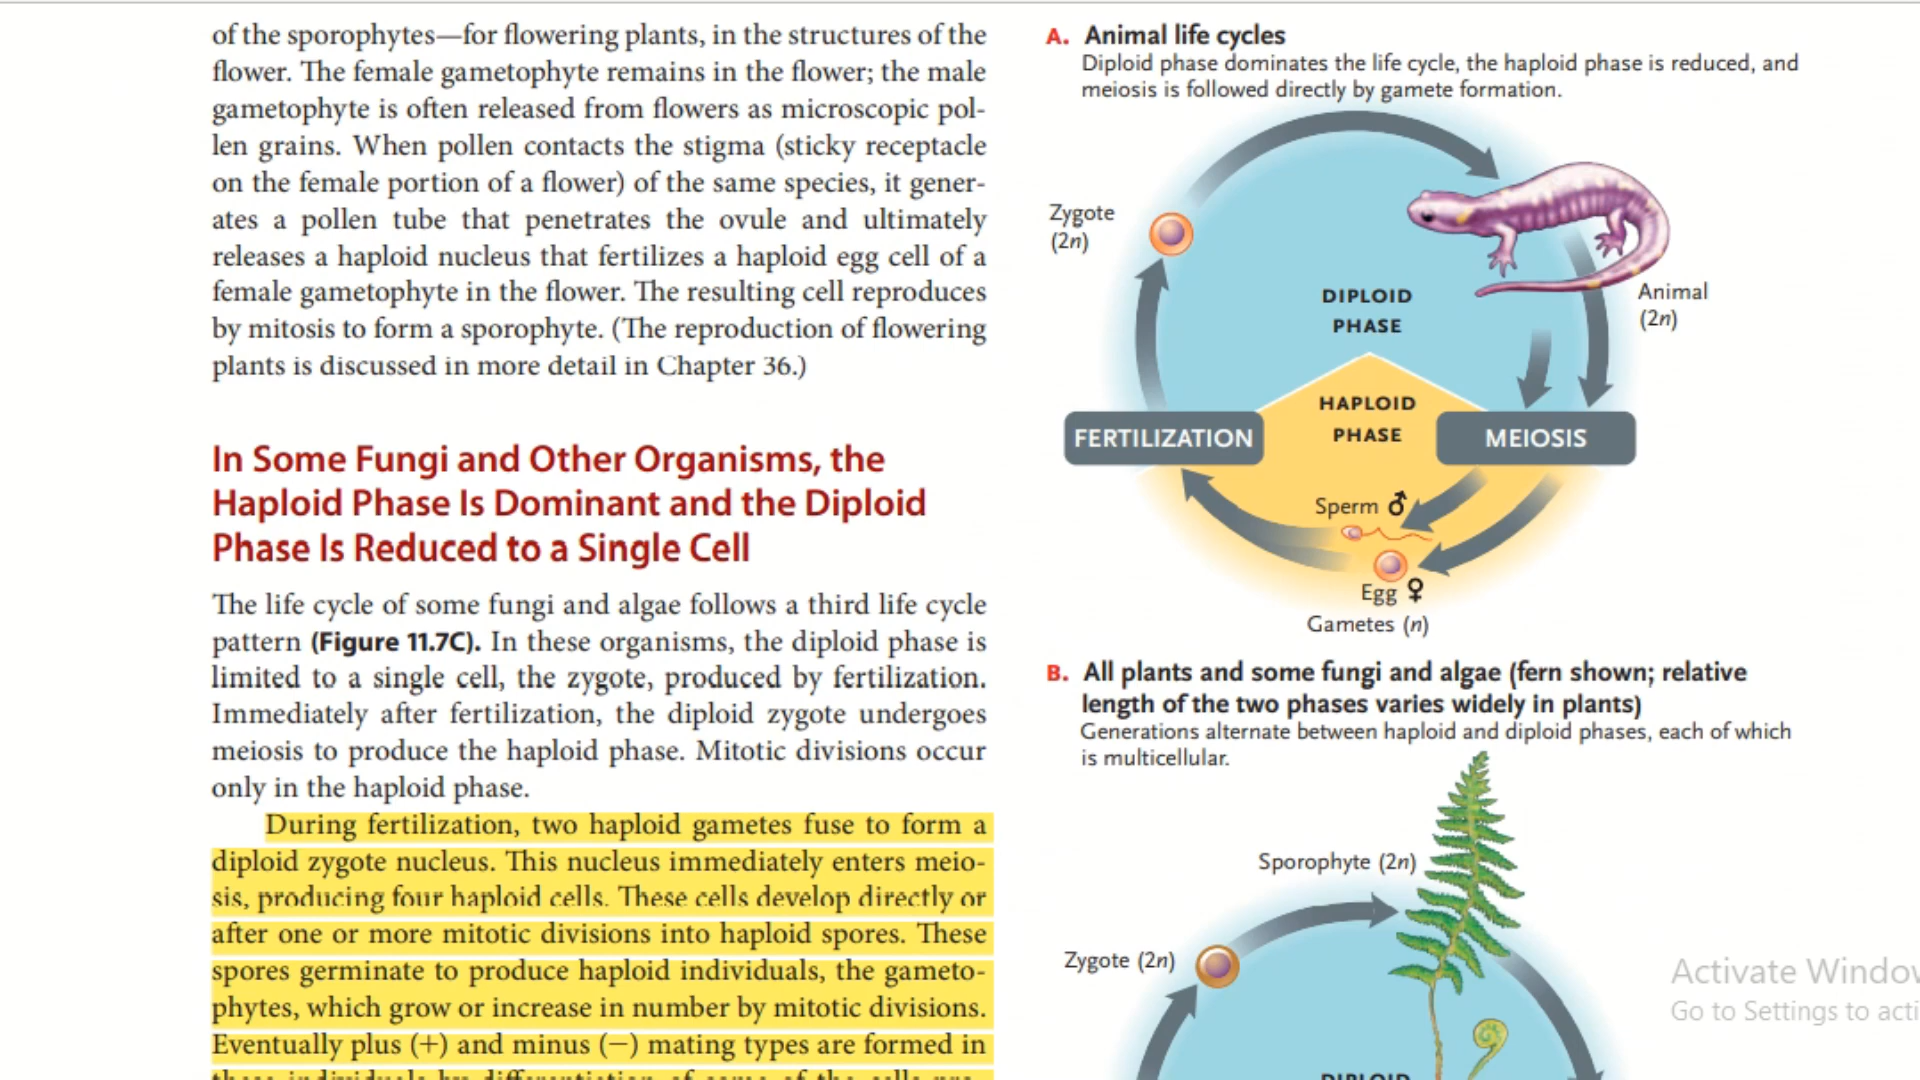 of the sporophytes—for flowering plants, in the structures of the
flower. The female gametophyte remains in the flower; the male
gametophyte is often released from flowers as microscopic pol-
len grains. When pollen contacts the stigma (sticky receptacle
on the female portion of a flower) of the same species, it gener-
ates a pollen tube that penetrates the ovule and ultimately
releases a haploid nucleus that fertilizes a haploid egg cell of a
female gametophyte in the flower. The resulting cell reproduces
by mitosis to form a sporophyte. (The reproduction of flowering
plants is discussed in more detail in Chapter 36.)
In Some Fungi and Other Organisms, the
Haploid Phase Is Dominant and the Diploid
Phase Is Reduced to a Single Cell
The life cycle of some fungi and algae follows a third life cycle
pattern (Figure 11.7C). In these organisms, the diploid phase is
limited to a single cell, the zygote, produced by fertilization.
Immediately after fertilization, the diploid zygote undergoes
meiosis to produce the haploid phase. Mitotic divisions occur
only in the haploid phase.
During fertilization, two haploid gametes fuse to form a
diploid zygote nucleus. This nucleus immediately enters meio-
sis, producing four haploid cells. These cells develop directly or
after one or more mitotic divisions into haploid spores. These
spores germinate to produce haploid individuals, the gameto-
phytes, which grow or increase in number by mitotic divisions.
Eventually plus (+) and minus (−) mating types are formed in
these individuals by differentiation of some of the cells pro-
A. Animal life cycles
Diploid phase dominates the life cycle, the haploid phase is reduced, and
meiosis is followed directly by gamete formation.
Zygote
(2n)
DIPLOID
PHASE
Animal
(2n)
HAPLOID
PHASE
FERTILIZATION
MEIOSIS
Sperm ♂
Egg ♀
Gametes (n)
B. All plants and some fungi and algae (fern shown; relative
length of the two phases varies widely in plants)
Generations alternate between haploid and diploid phases, each of which
is multicellular.
Sporophyte (2n)
Zygote (2n)
DIPLOID
Activate Window
Go to Settings to acti